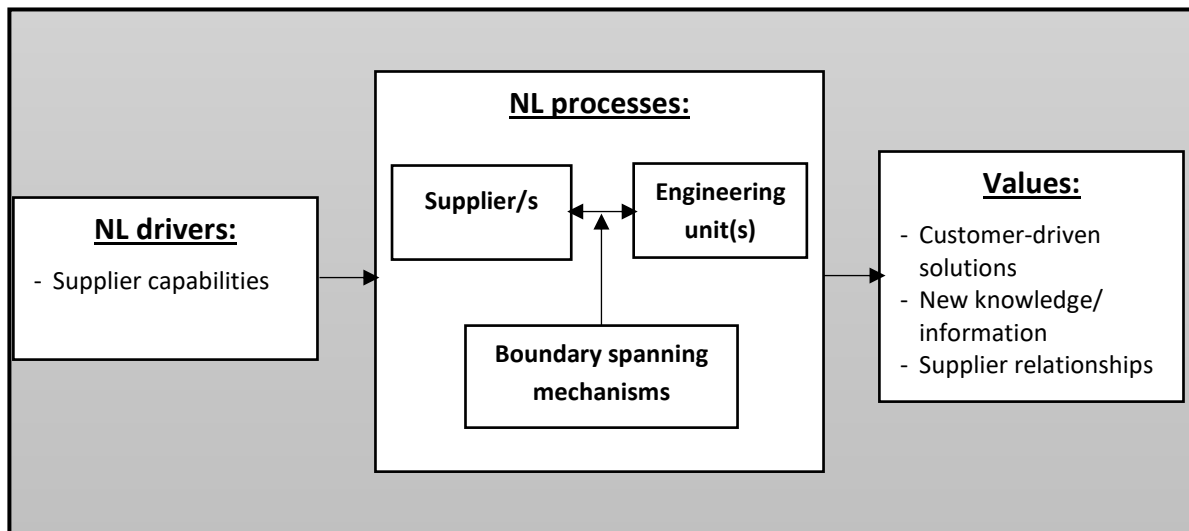 NL drivers:
- Supplier capabilities
NL processes:
Supplier/s
Engineering
unit(s)
Boundary spanning
mechanisms
Values:
- Customer-driven
solutions
- New knowledge/
information
- Supplier relationships